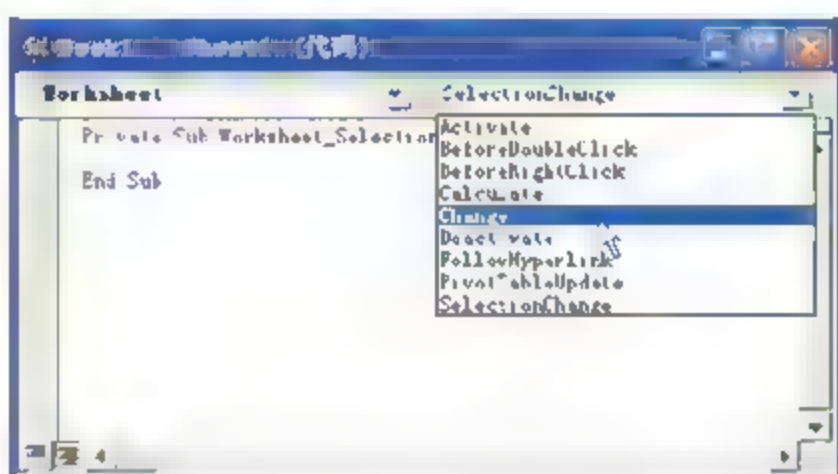 (代码)
Worksheet
SelectionChange
Private Sub Worksheet_Selection
End Sub
Activate
BeforeDoubleClick
BeforeRightClick
Calculate
Change
Deactivate
FollowHyperlink
PivotTableUpdate
SelectionChange